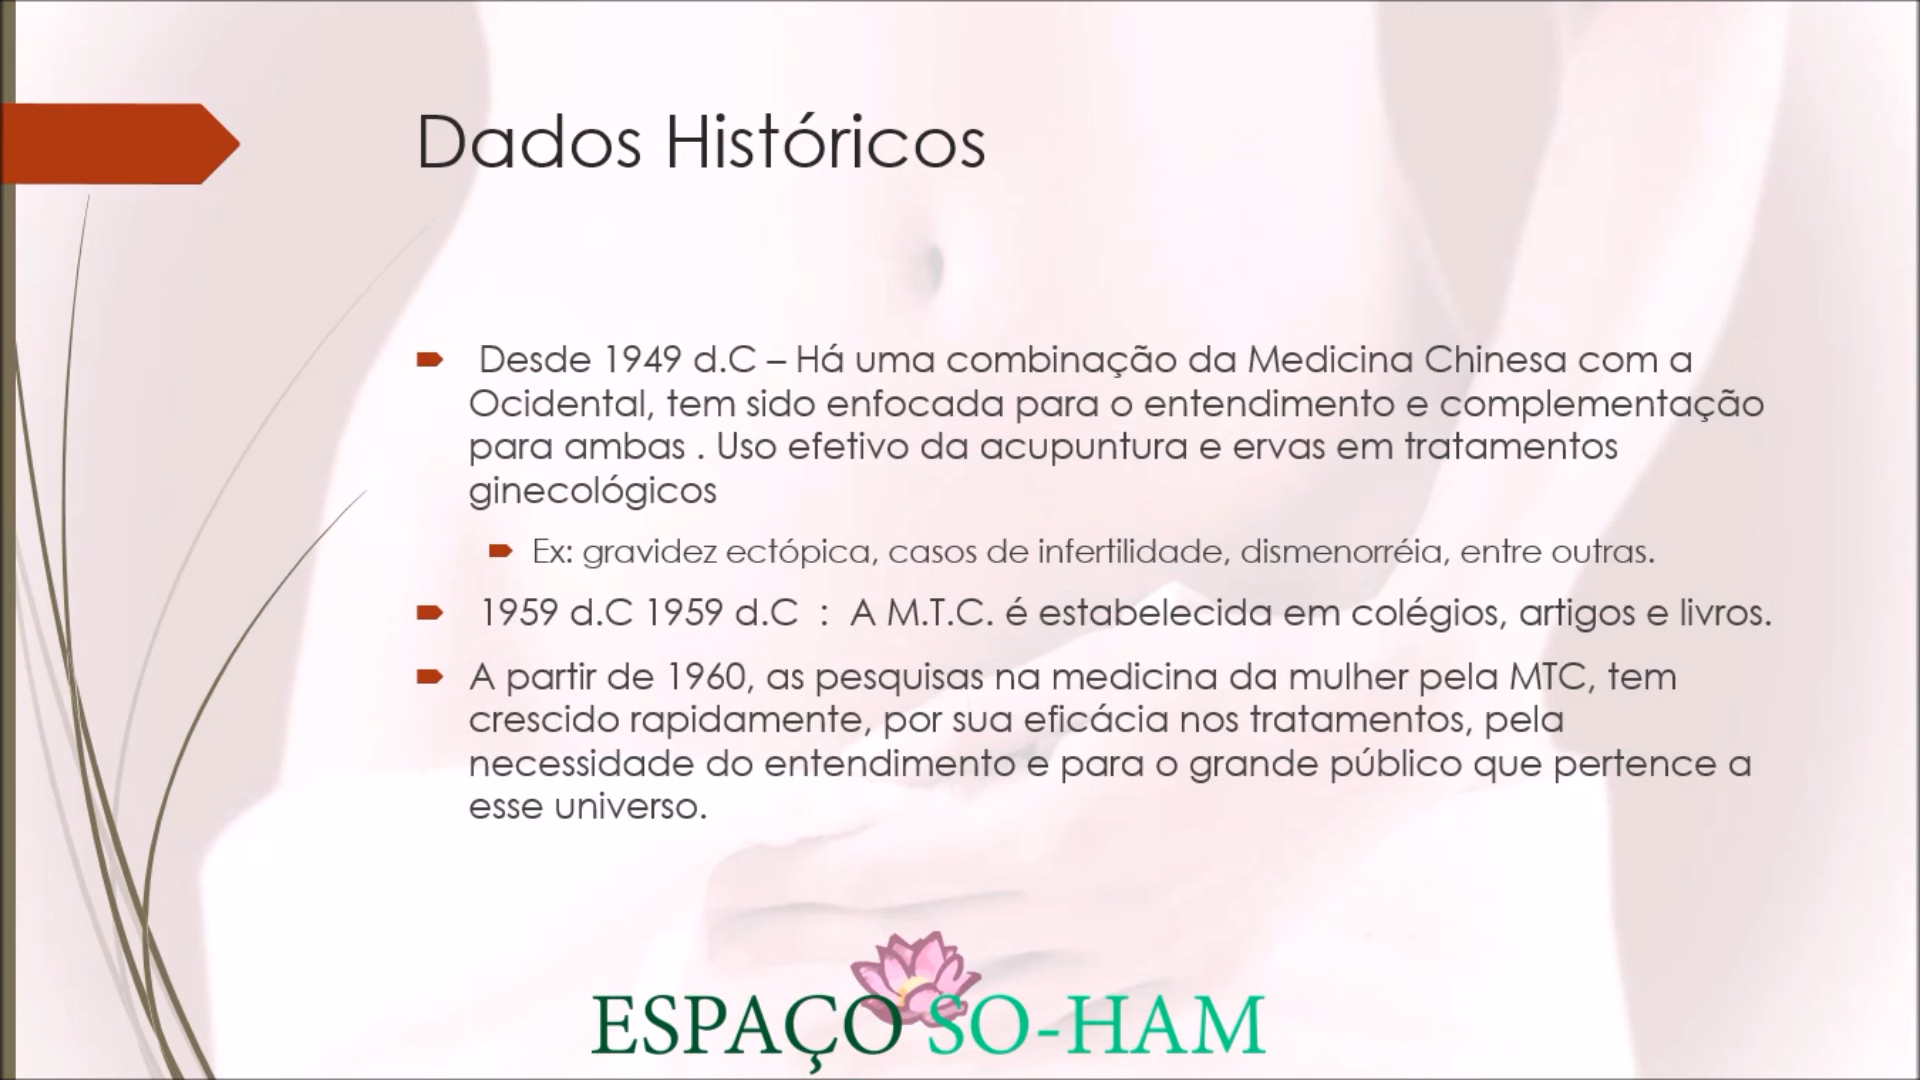 Dados Históricos
Desde 1949 d.C – Há uma combinação da Medicina Chinesa com a
Ocidental, tem sido enfocada para o entendimento e complementação
para ambas . Uso efetivo da acupuntura e ervas em tratamentos
ginecológicos
Ex: gravidez ectópica, casos de infertilidade, dismenorréia, entre outras.
1959 d.C 1959 d.C : A M.T.C. é estabelecida em colégios, artigos e livros.
A partir de 1960, as pesquisas na medicina da mulher pela MTC, tem
crescido rapidamente, por sua eficácia nos tratamentos, pela
necessidade do entendimento e para o grande público que pertence a
esse universo.
ESPAÇO SO-HAM